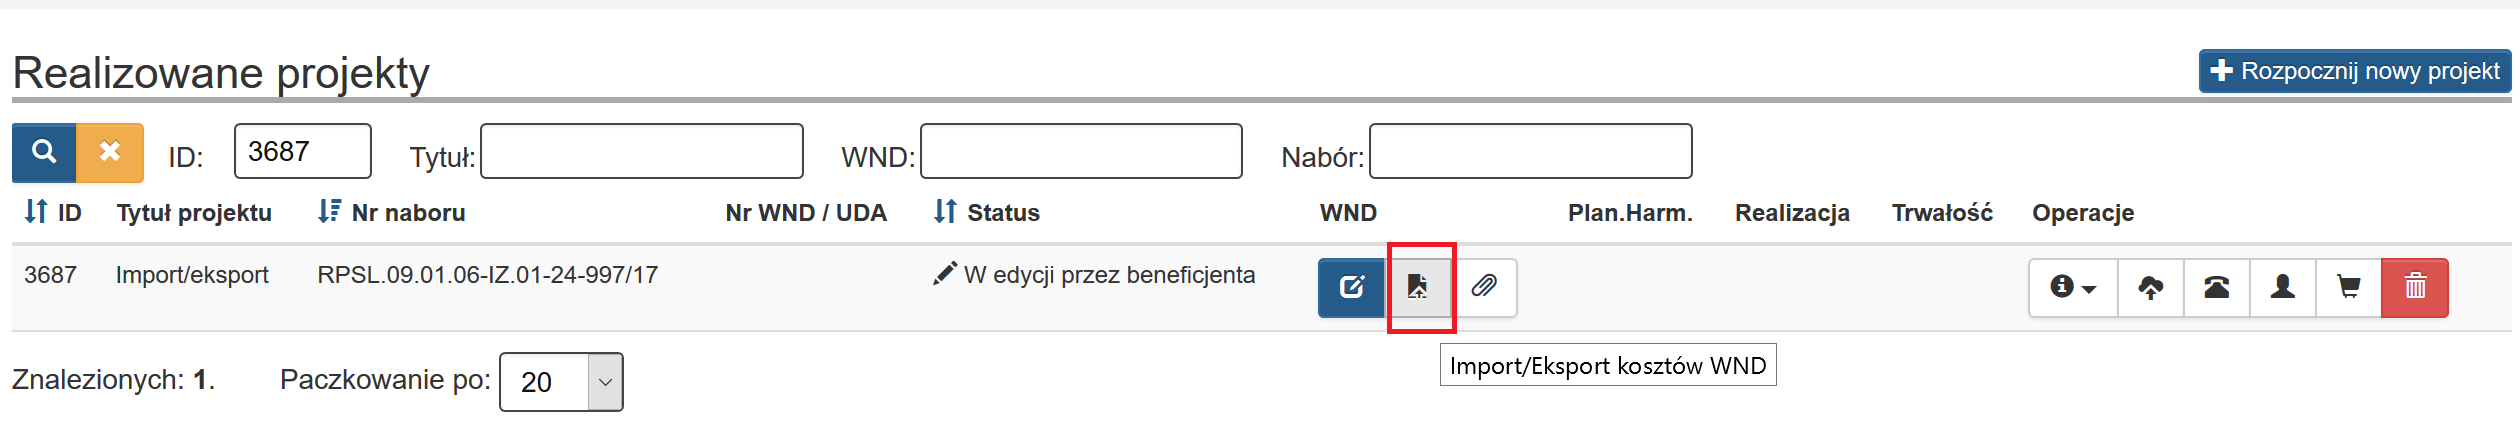 Realizowane projekty
Rozpocznij nowy projekt
ID: 3687 Tytuł: WND: Nabór:
ID Tytuł projektu Nr naboru Nr WND / UDA Status WND Plan.Harm. Realizacja Trwałość Operacje
3687 Import/eksport RPSL.09.01.06-IZ.01-24-997/17 W edycji przez beneficjenta
Import/Eksport kosztów WND
Znalezionych: 1. Paczkowanie po: 20